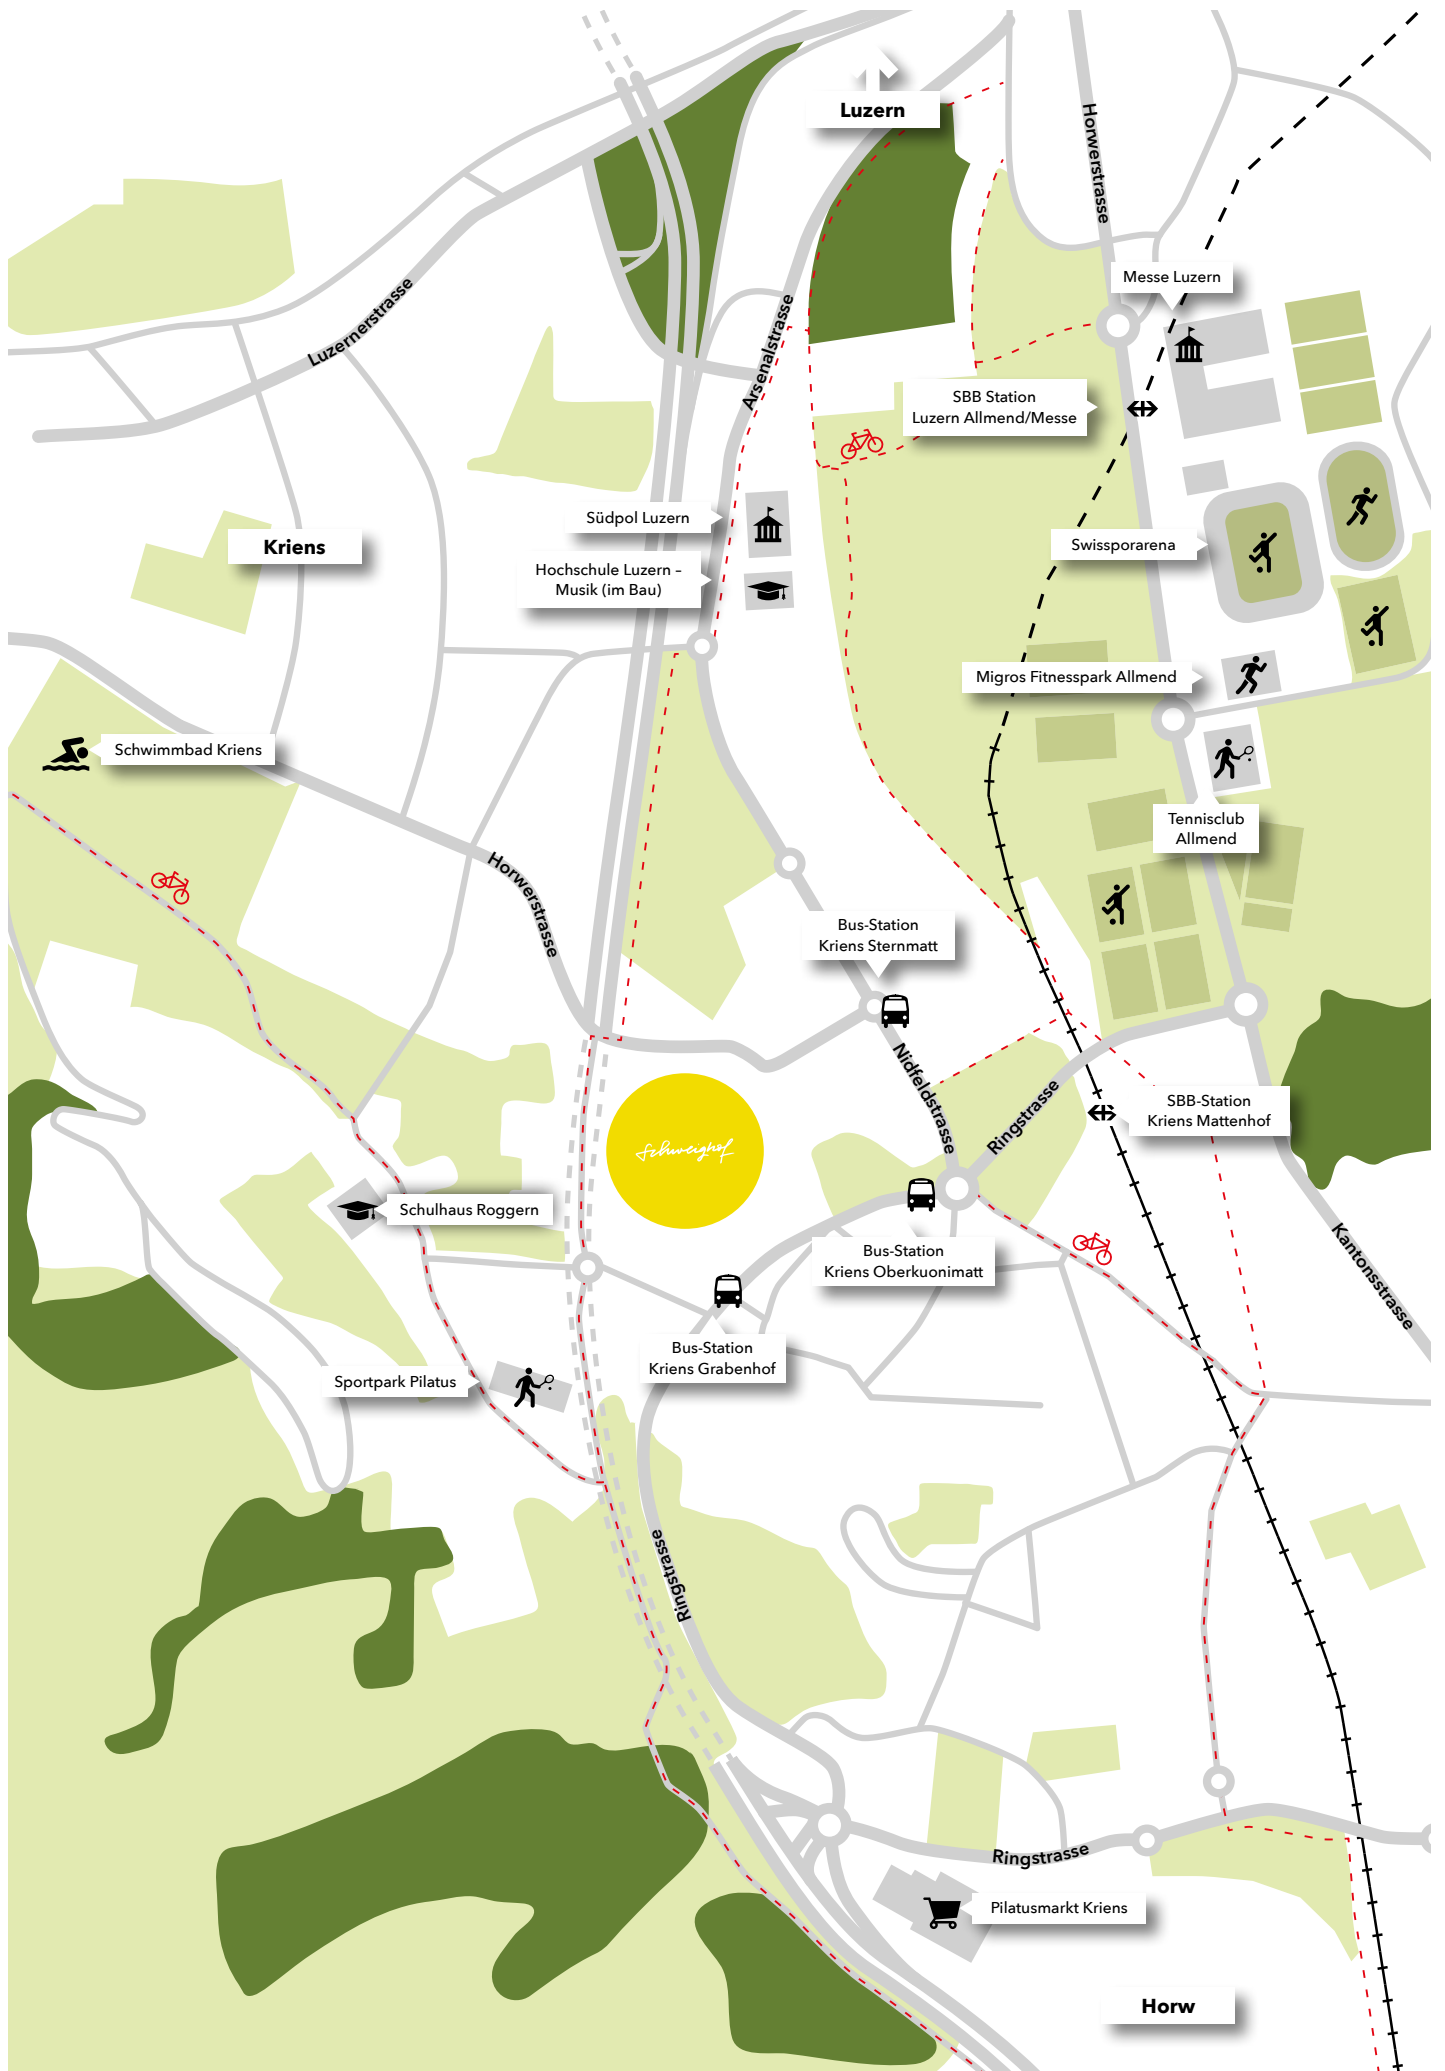 Luzern
Horwerstrasse
Messe Luzern
Luzernerstrasse
Arsenalstrasse
SBB Station
Luzern Allmend/Messe
Südpol Luzern
Kriens
Swissporarena
Hochschule Luzern –
Musik (im Bau)
Migros Fitnesspark Allmend
Schwimmbad Kriens
Tennisclub
Allmend
Horwerstrasse
Bus-Station
Kriens Sternmatt
Nidfeldstrasse
Ringstrasse
SBB-Station
Kriens Mattenhof
Schweighof
Schulhaus Roggern
Bus-Station
Kriens Oberkuonimatt
Kantonsstrasse
Bus-Station
Kriens Grabenhof
Sportpark Pilatus
Ringstrasse
Ringstrasse
Pilatusmarkt Kriens
Horw